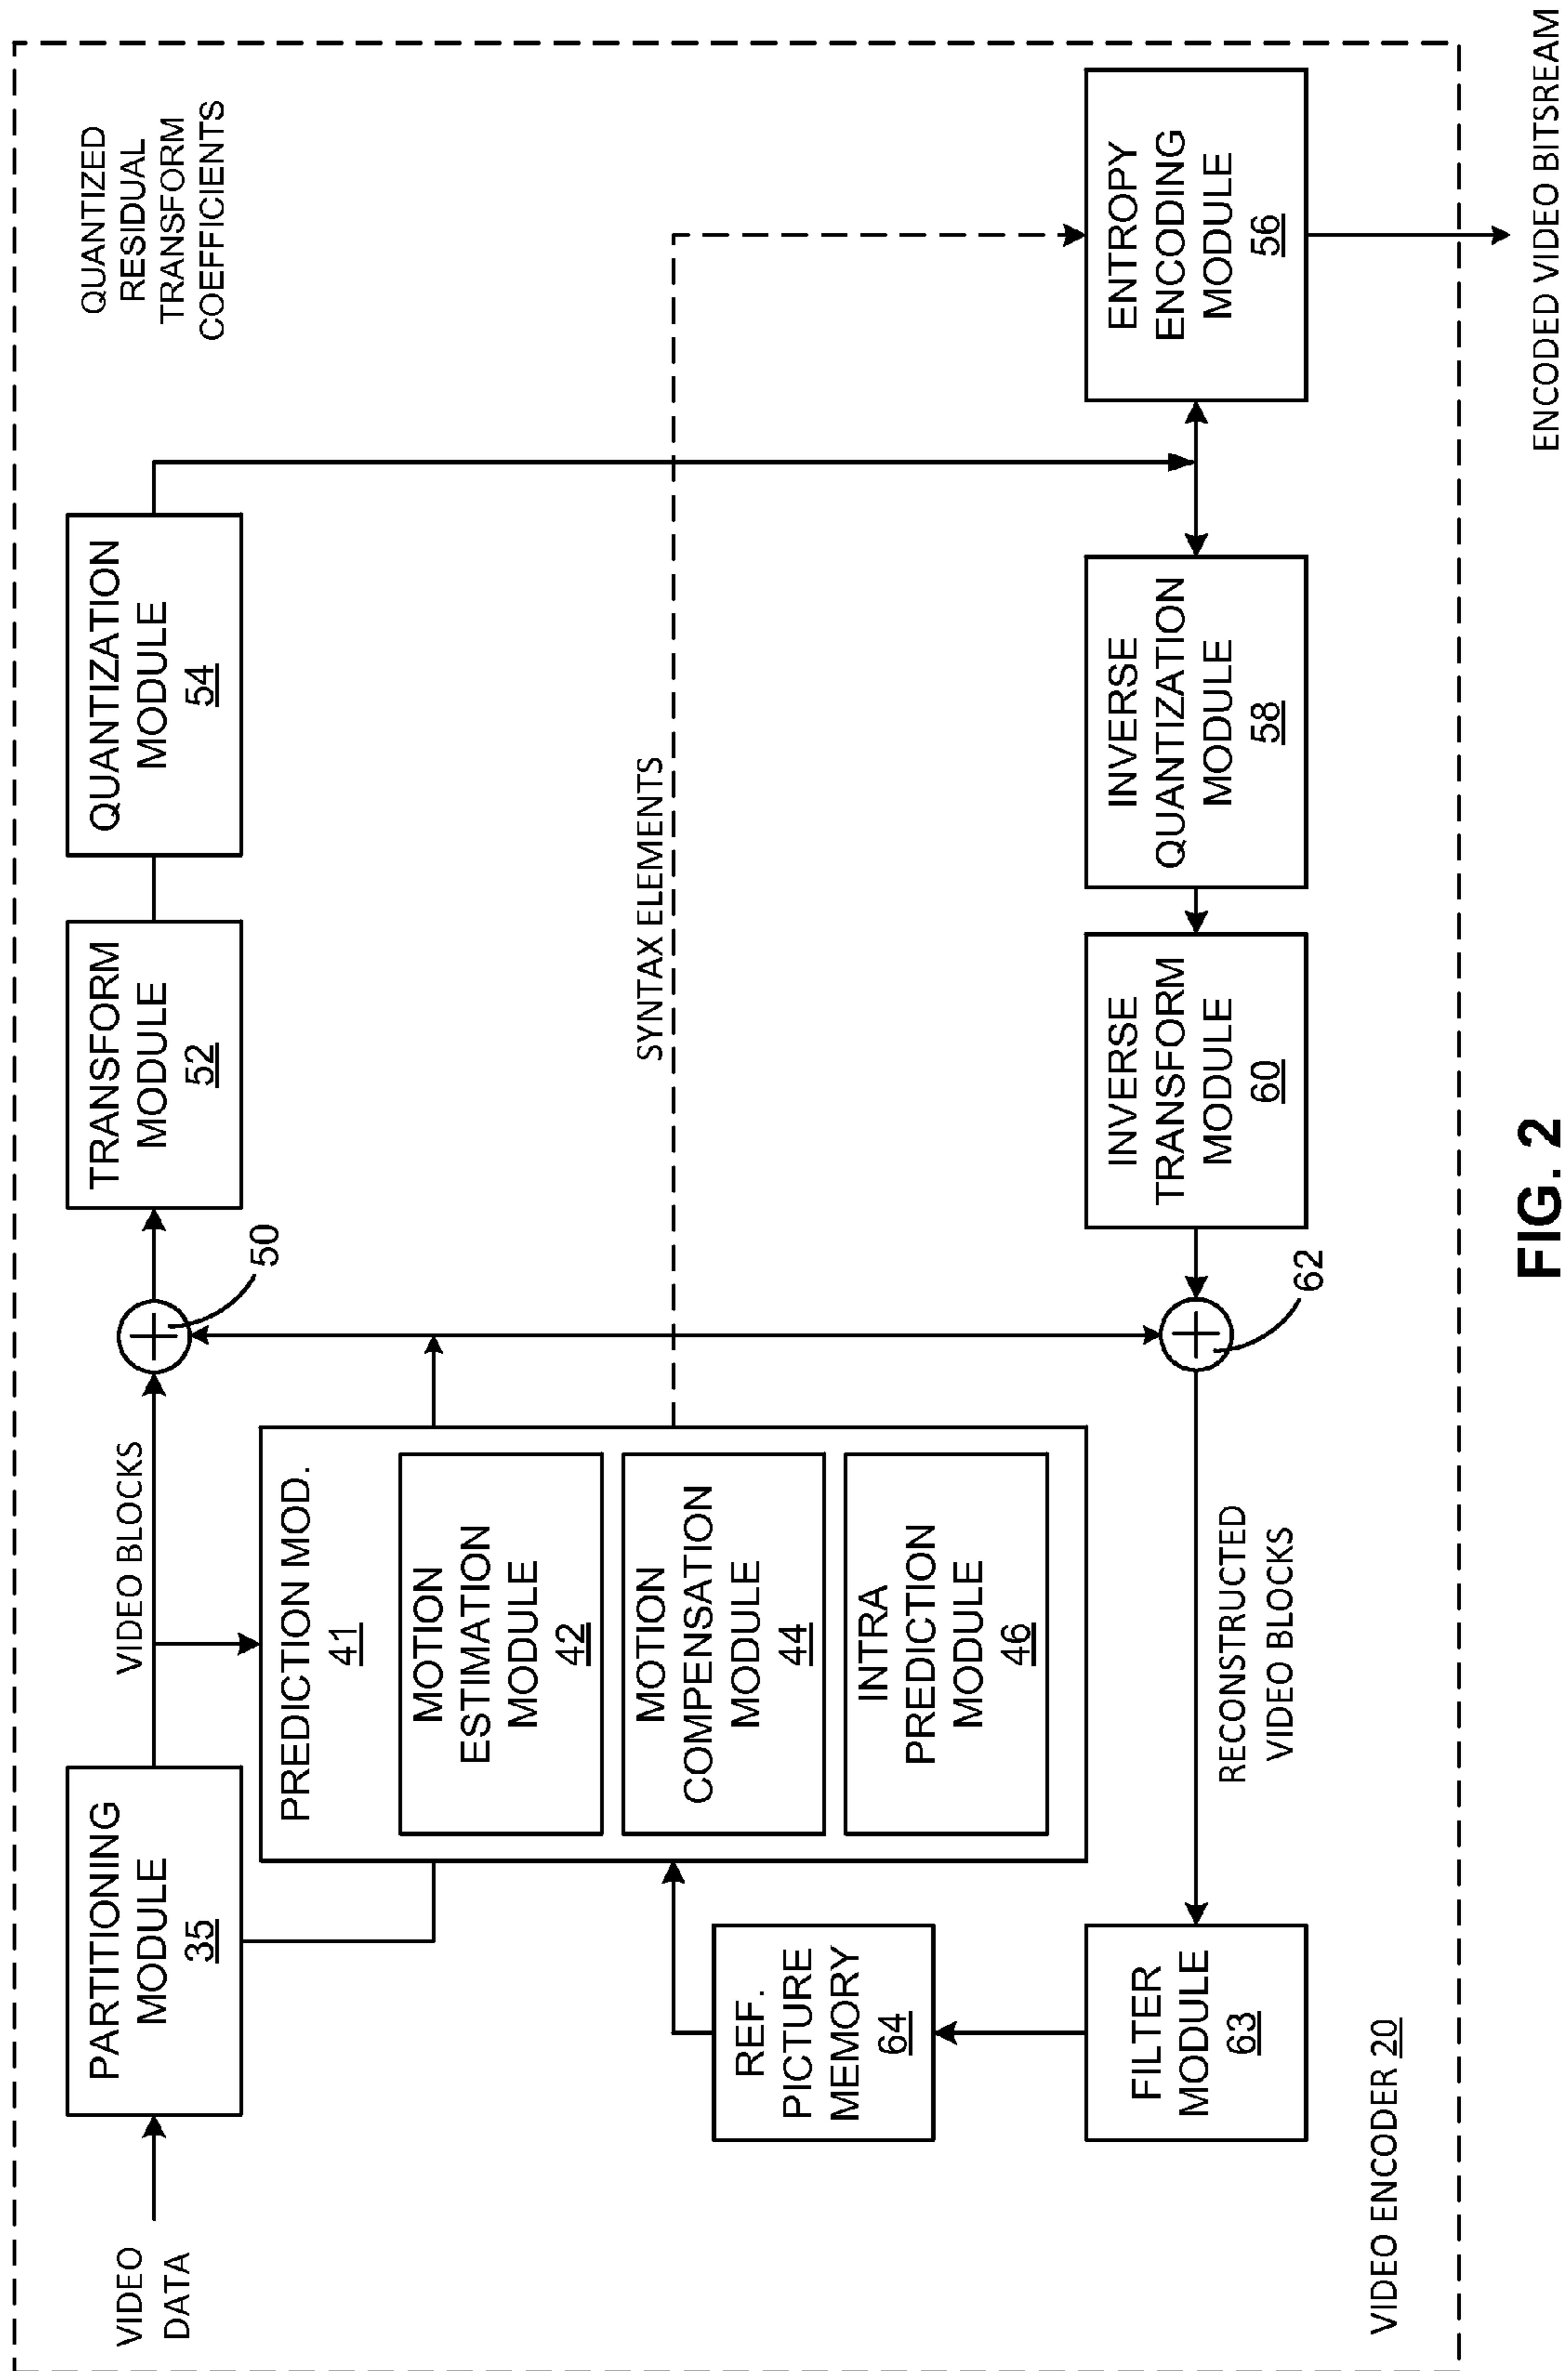 VIDEO
DATA
PARTITIONING
MODULE
35
VIDEO BLOCKS
50
TRANSFORM
MODULE
52
QUANTIZATION
MODULE
54
QUANTIZED
RESIDUAL
TRANSFORM
COEFFICIENTS
PREDICTION MOD.
41
MOTION
ESTIMATION
MODULE
42
MOTION
COMPENSATION
MODULE
44
INTRA
PREDICTION
MODULE
46
SYNTAX ELEMENTS
REF.
PICTURE
MEMORY
64
FILTER
MODULE
63
RECONSTRUCTED
VIDEO BLOCKS
62
INVERSE
TRANSFORM
MODULE
60
INVERSE
QUANTIZATION
MODULE
58
ENTROPY
ENCODING
MODULE
56
VIDEO ENCODER 20
ENCODED VIDEO BITSREAM
FIG. 2